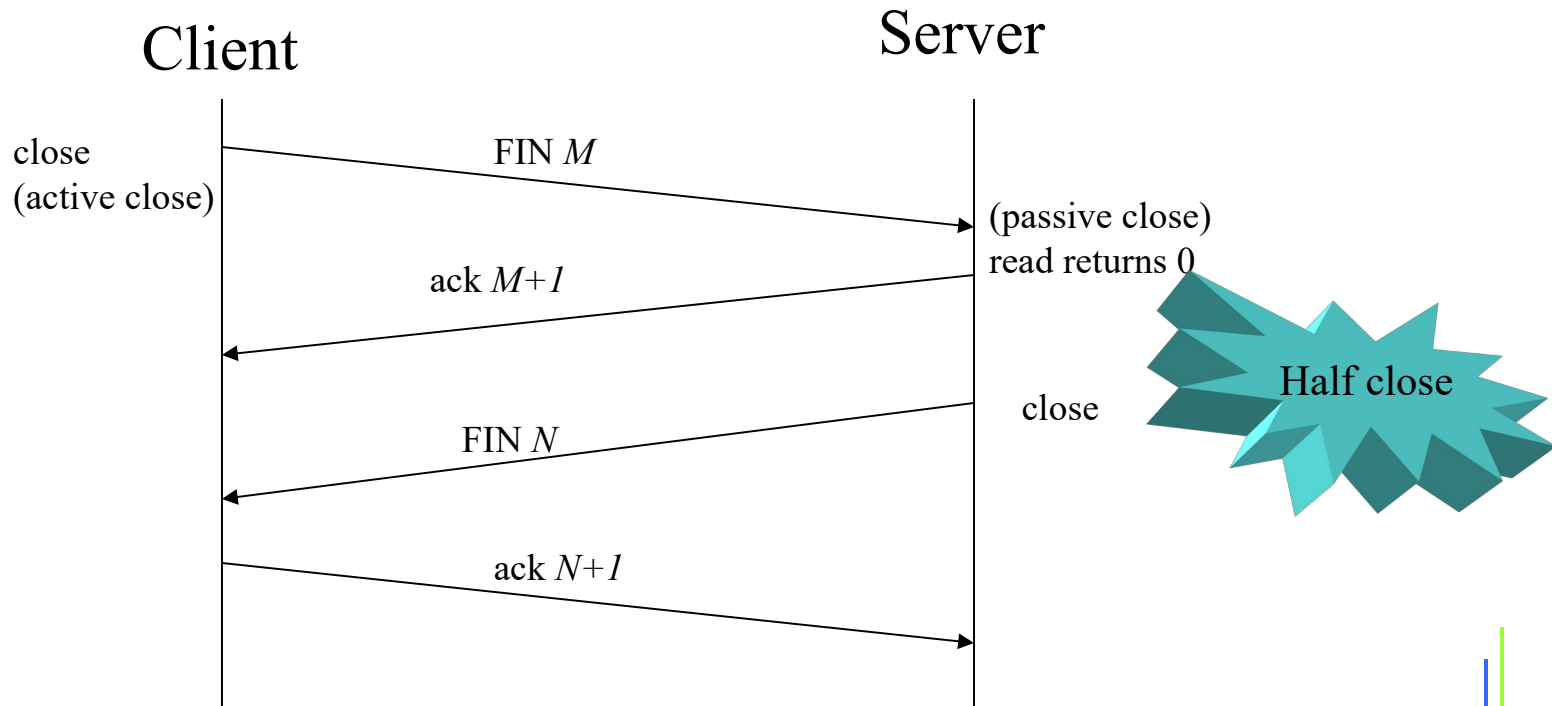 Client
Server
close
(active close)
FIN M
(passive close)
read returns 0
ack M+1
Half close
close
FIN N
ack N+1